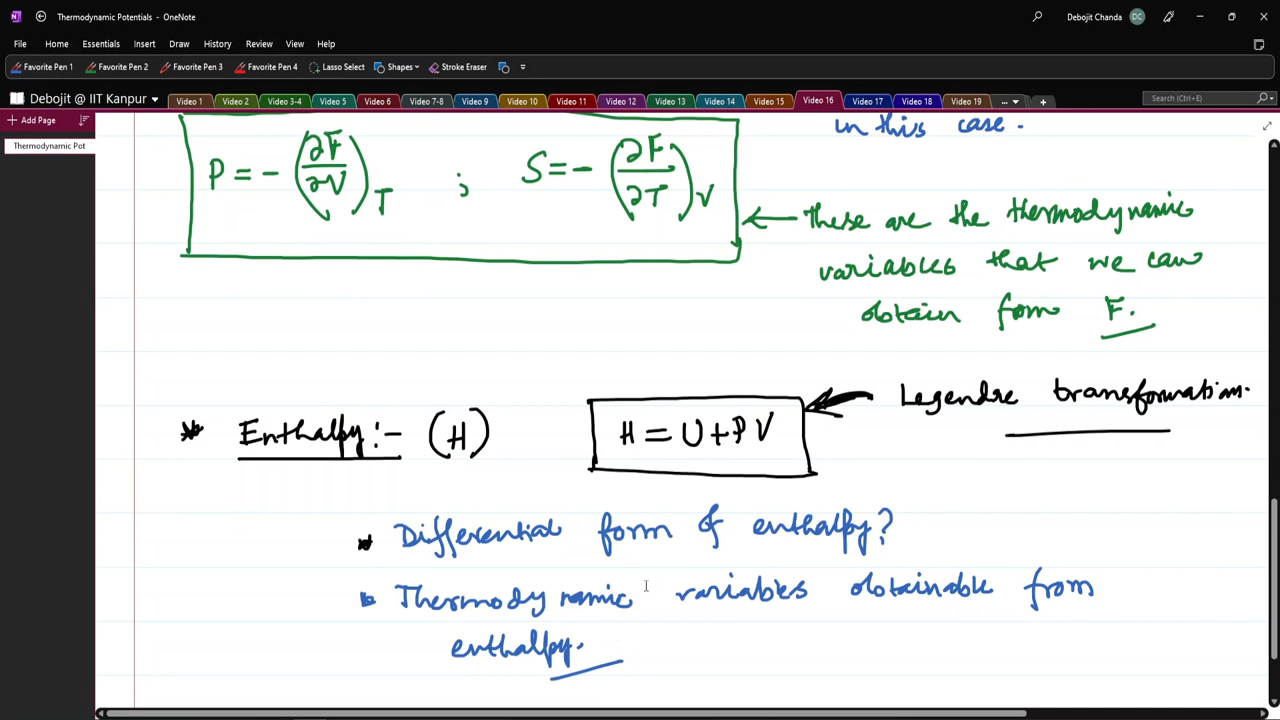 Thermodynamic Potentials - OneNote
Debojit Chanda DC
File Home Essentials Insert Draw History Review View Help
Favorite Pen 1 Favorite Pen 2 Favorite Pen 3 Favorite Pen 4 Lasso Select Shapes Stroke Eraser
Debojit @ IIT Kanpur Video 1 Video 2 Video 3-4 Video 5 Video 6 Video 7-8 Video 9 Video 10 Video 11 Video 12 Video 13 Video 14 Video 15 Video 16 Video 17 Video 18 Video 19 ... + Search (Ctrl+E)
+ Add Page
Thermodynamic Pot
in this case.
P = - (∂F/∂V)_T ; S = - (∂F/∂T)_V
← these are the thermodynamic
variables that we can
obtain from F.
* Enthalpy :- (H) H = U + PV ← Legendre transformation.
* Differential form of enthalpy?
* Thermodynamic variables obtainable from
enthalpy.